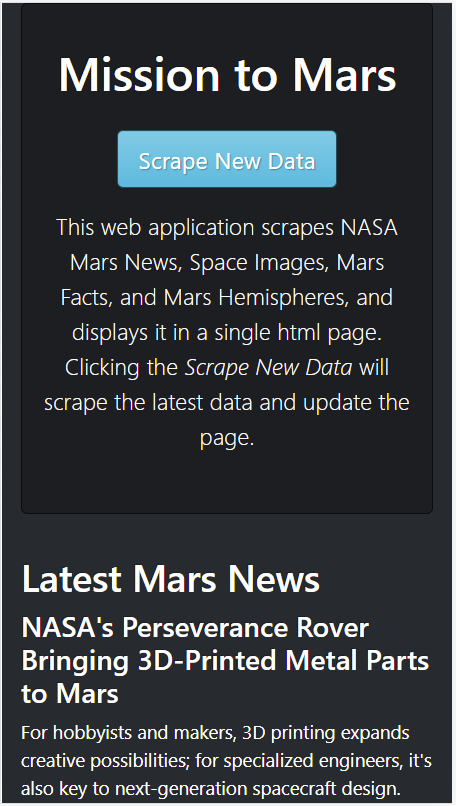 Mission to Mars
Scrape New Data
This web application scrapes NASA
Mars News, Space Images, Mars
Facts, and Mars Hemispheres, and
displays it in a single html page.
Clicking the Scrape New Data will
scrape the latest data and update the
page.
Latest Mars News
NASA's Perseverance Rover
Bringing 3D-Printed Metal Parts
to Mars
For hobbyists and makers, 3D printing expands
creative possibilities; for specialized engineers, it's
also key to next-generation spacecraft design.